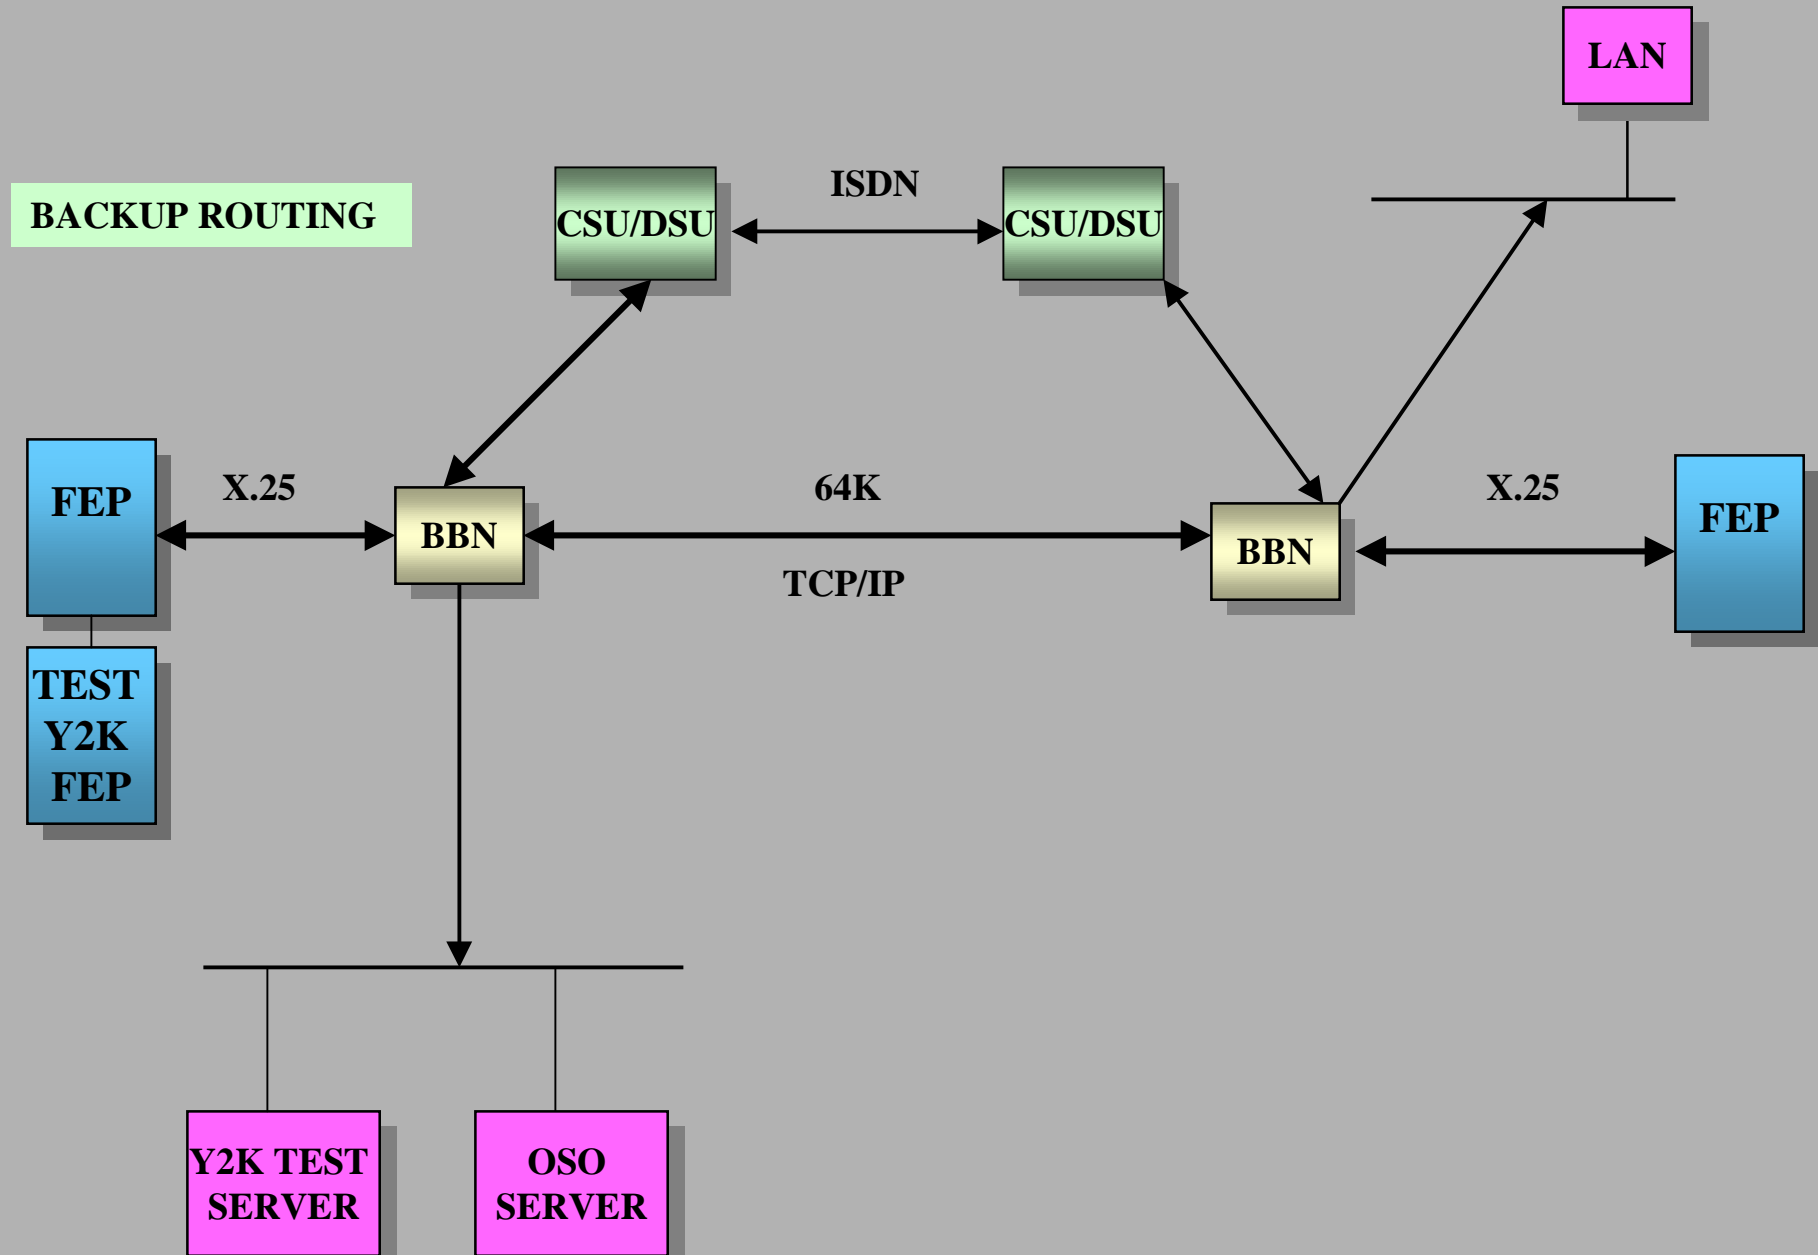 LAN
BACKUP ROUTING
CSU/DSU
ISDN
CSU/DSU
FEP
X.25
BBN
64K
TCP/IP
BBN
X.25
FEP
TEST
Y2K
FEP
Y2K TEST
SERVER
OSO
SERVER